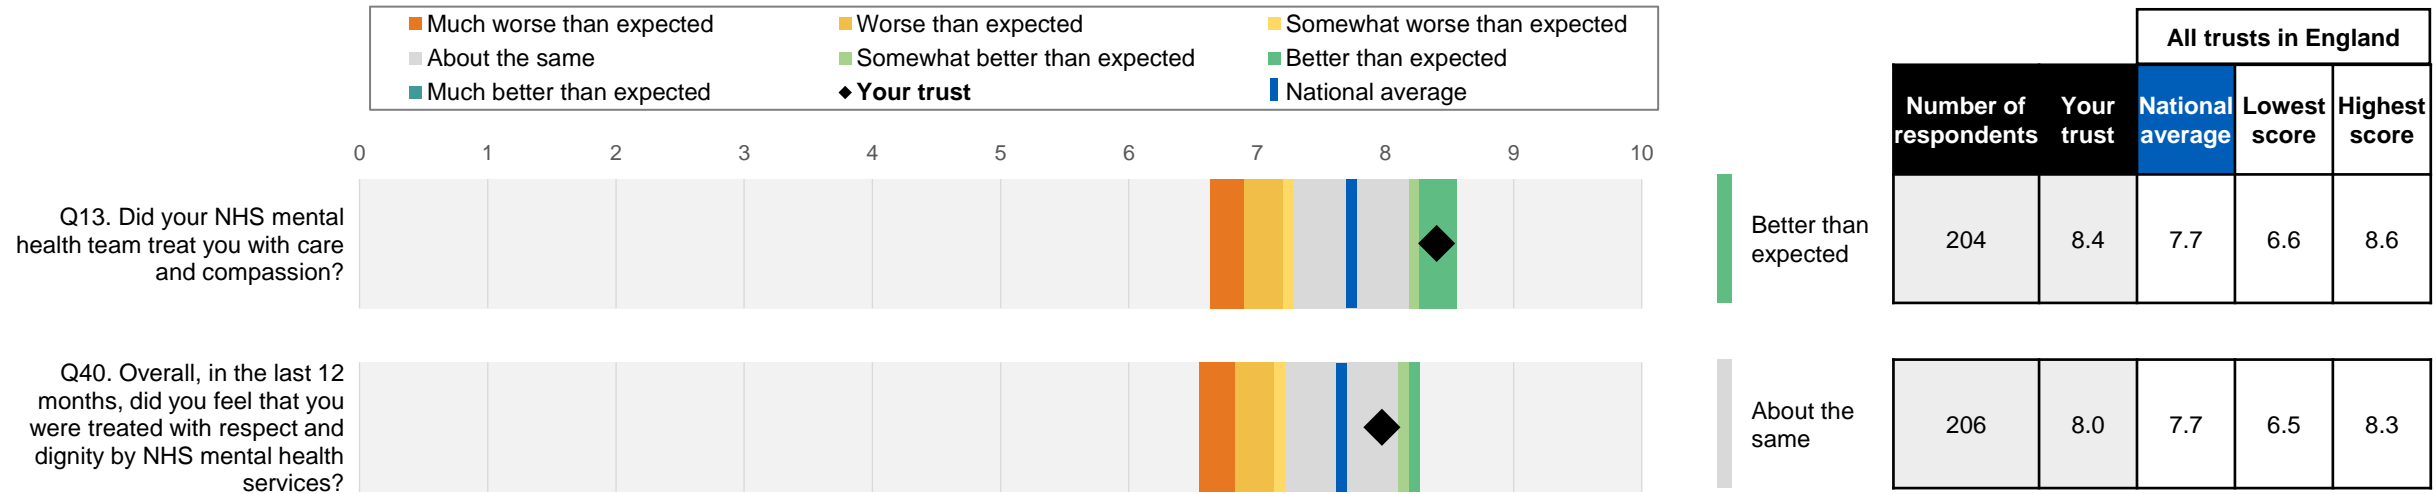 Much worse than expected
Worse than expected
Somewhat worse than expected
About the same
Somewhat better than expected
Better than expected
Much better than expected
Your trust
National average
All trusts in England
Number of respondents
Your trust
National average
Lowest score
Highest score
0 1 2 3 4 5 6 7 8 9 10
Q13. Did your NHS mental
health team treat you with care
and compassion?
Better than
expected
204 8.4 7.7 6.6 8.6
Q40. Overall, in the last 12
months, did you feel that you
were treated with respect and
dignity by NHS mental health
services?
About the
same
206 8.0 7.7 6.5 8.3